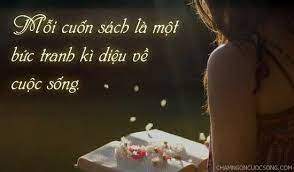 Mỗi cuốn sách là một
bức tranh kì diệu về
cuộc sống.
CHAMNGONCUOCSONG.COM